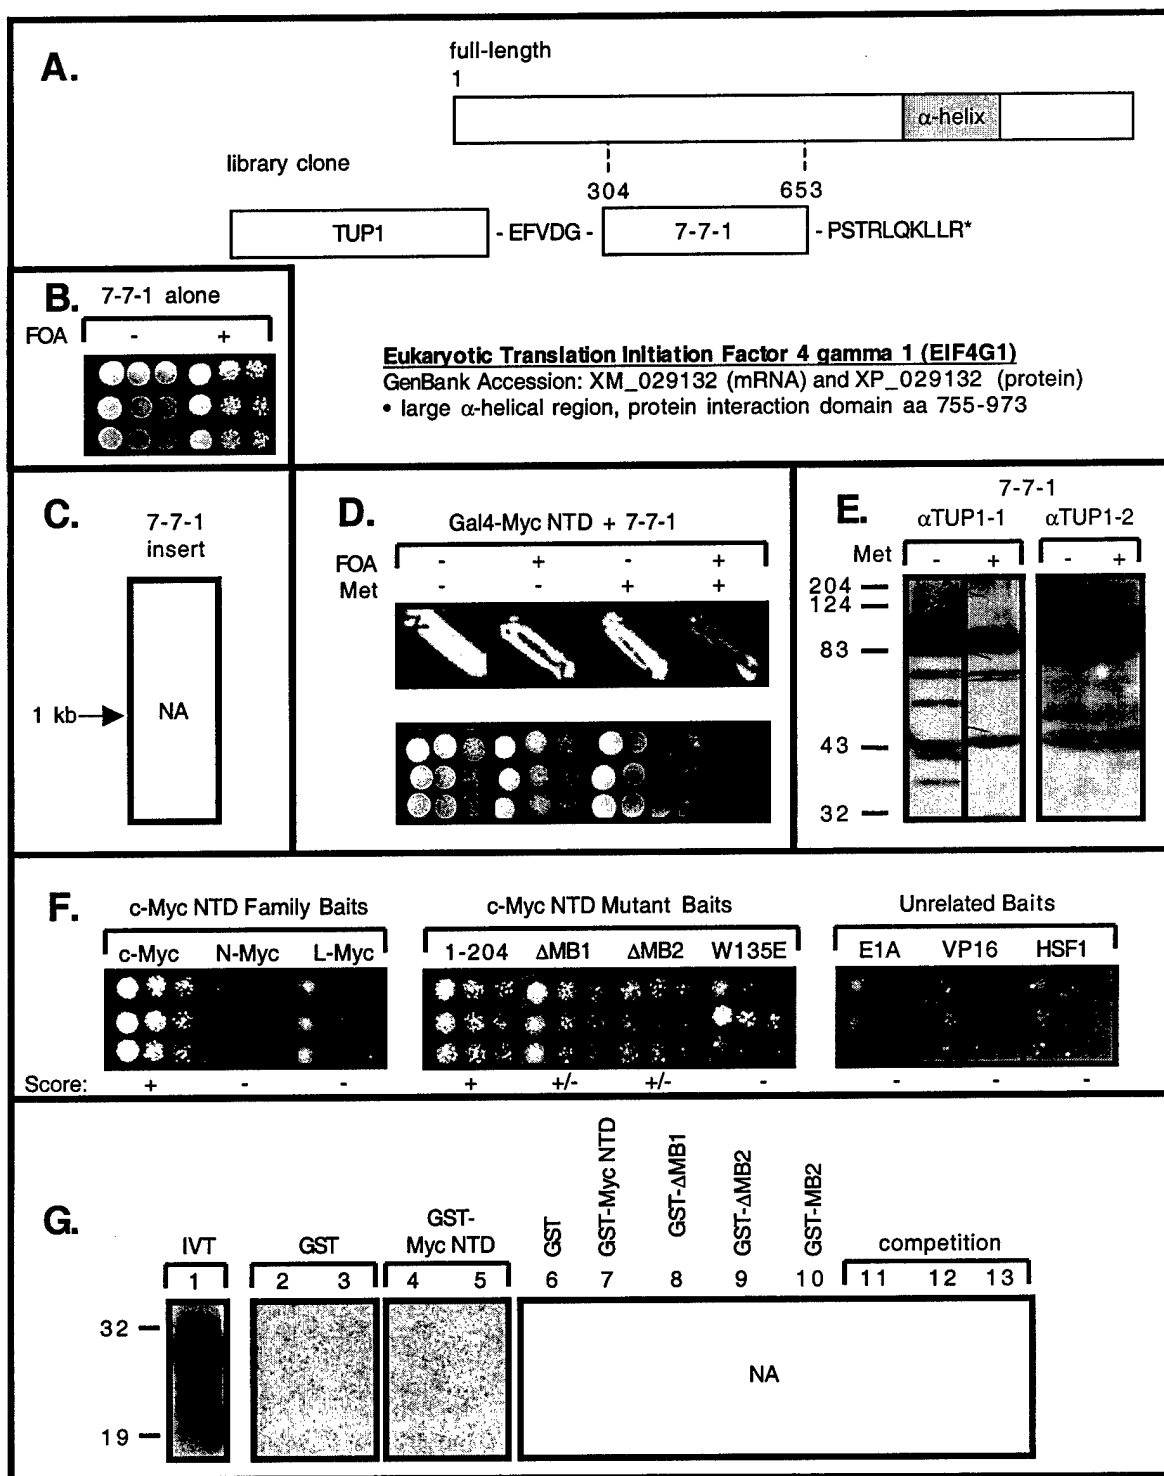 A.
full-length
1
α-helix
library clone
304 653
TUP1 - EFVDG - 7-7-1 - PSTRLQKLLR*
B. 7-7-1 alone
FOA - +
Eukaryotic Translation Initiation Factor 4 gamma 1 (EIF4G1)
GenBank Accession: XM_029132 (mRNA) and XP_029132 (protein)
• large α-helical region, protein interaction domain aa 755-973
C.
7-7-1
insert
1 kb
NA
D.
Gal4-Myc NTD + 7-7-1
FOA - + - +
Met - - + +
E.
7-7-1
αTUP1-1 αTUP1-2
Met - + - +
204
124
83
43
32
F.
c-Myc NTD Family Baits
c-Myc N-Myc L-Myc
c-Myc NTD Mutant Baits
1-204 ΔMB1 ΔMB2 W135E
Unrelated Baits
E1A VP16 HSF1
Score: + - - + +/- +/- - - - -
G.
IVT
GST
GST-
Myc NTD
GST
GST-Myc NTD
GST-ΔMB1
GST-ΔMB2
GST-MB2
competition
1 2 3 4 5 6 7 8 9 10 11 12 13
32
19
NA